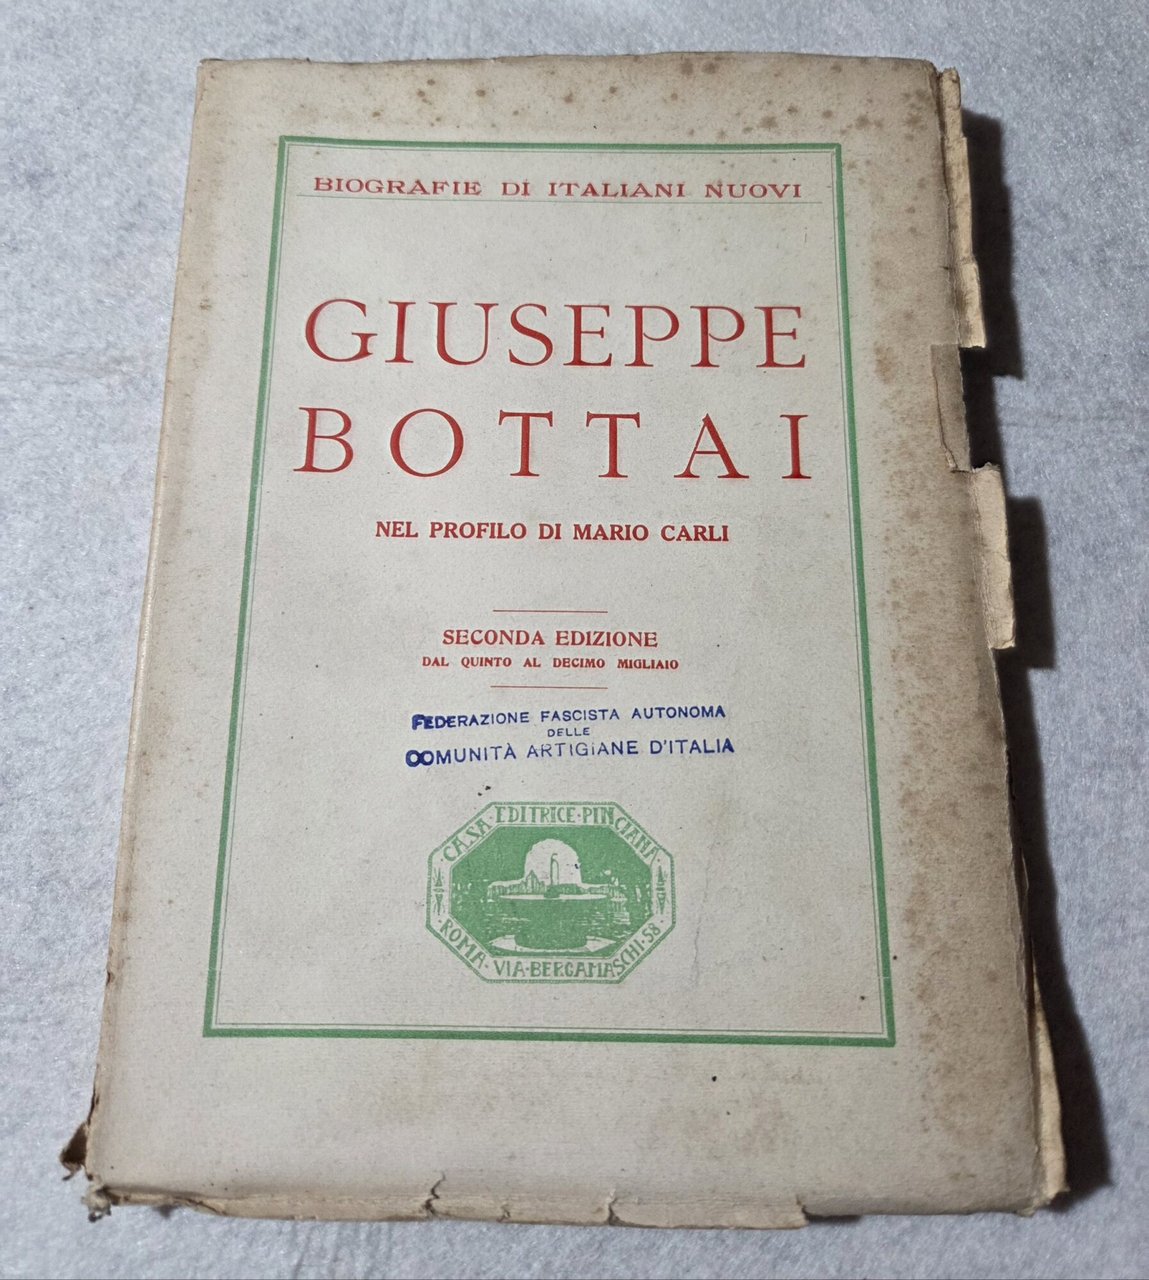 BIOGRAFIE DI ITALIANI NUOVI
GIUSEPPE
BOTTAI
NEL PROFILO DI MARIO CARLI
SECONDA EDIZIONE
DAL QUINTO AL DECIMO MIGLIAIO
FEDERAZIONE FASCISTA AUTONOMA
DELLE
COMUNITÀ ARTIGIANE D'ITALIA
CASA·EDITRICE·PINCIANA
ROMA·VIA·BERGAMASCHI·58